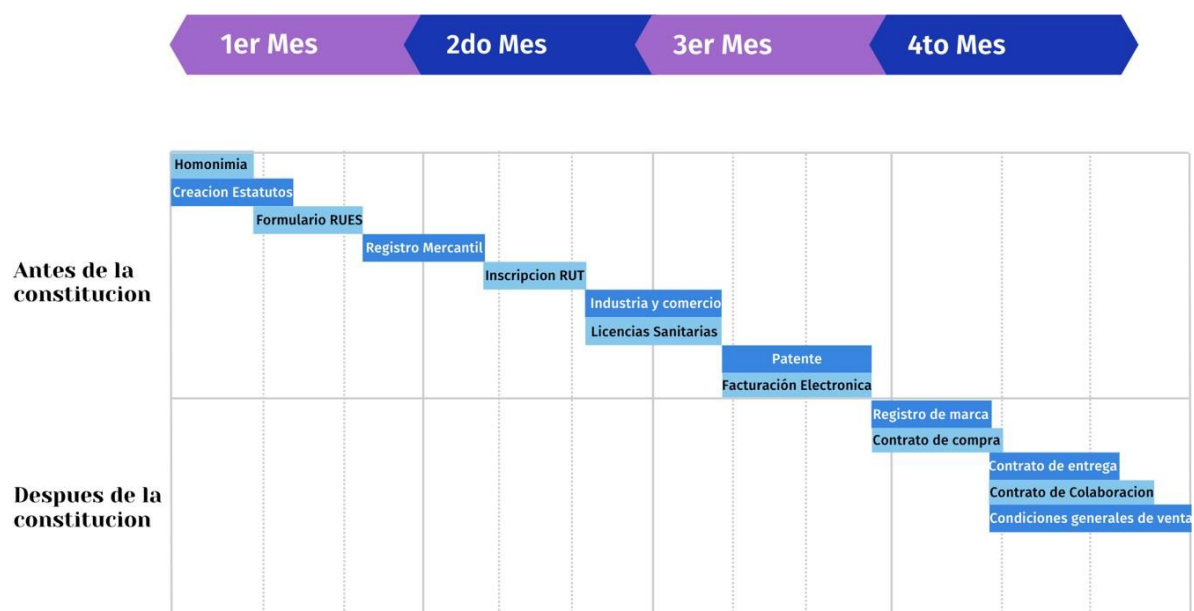 1er Mes
2do Mes
3er Mes
4to Mes
Homonimia
Creacion Estatutos
Formulario RUES
Registro Mercantil
Antes de la
constitucion
Inscripcion RUT
Industria y comercio
Licencias Sanitarias
Patente
Facturación Electronica
Registro de marca
Contrato de compra
Contrato de entrega
Despues de la
constitucion
Contrato de Colaboracion
Condiciones generales de venta